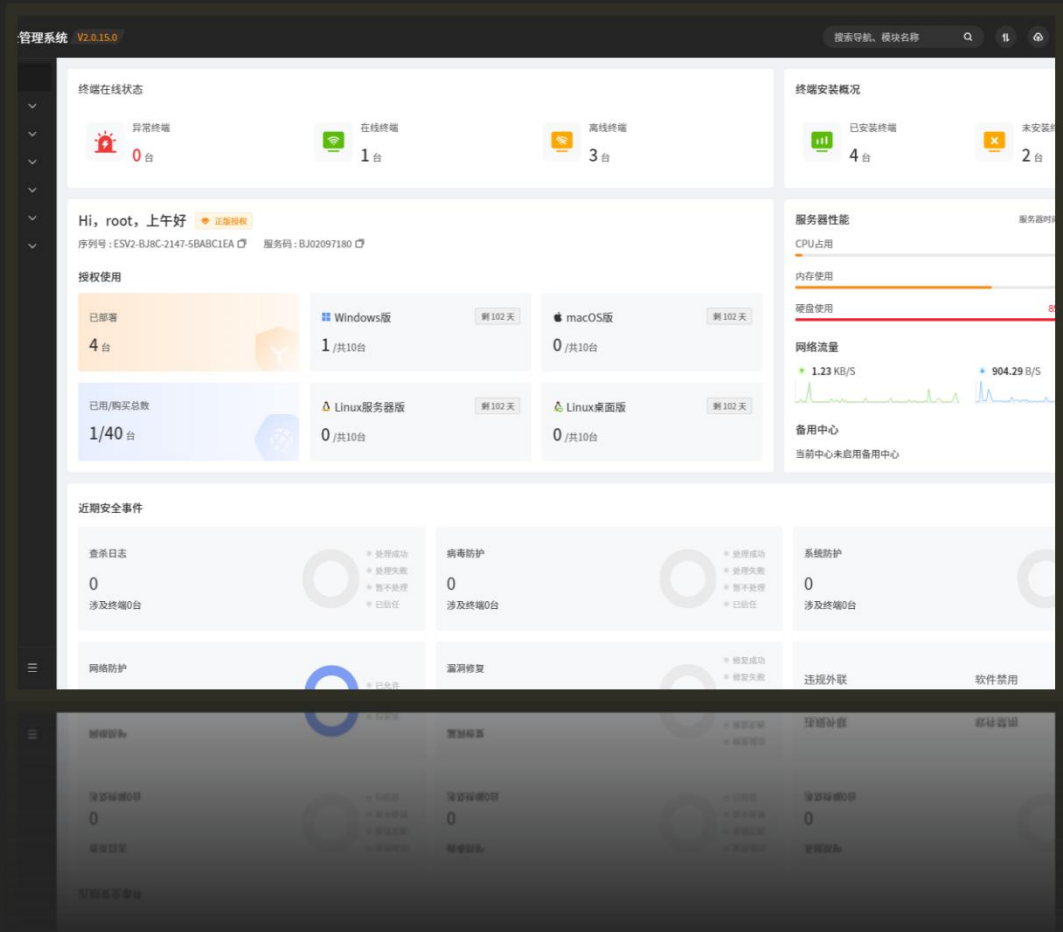 管理系统 V2.0.15.0
搜索导航、模块名称
终端在线状态
异常终端
0 台
在线终端
1 台
离线终端
3 台
终端安装概况
已安装终端
4 台
未安装
2 台
Hi，root，上午好 正版授权
序列号 : ESV2-BJ8C-2147-5BABC1EA 服务码 : BJ02097180
授权使用
已部署
4 台
Windows版 剩 102 天
1 /共10台
macOS版 剩 102 天
0 /共10台
已用/购买总数
1/40 台
Linux服务器版 剩 102 天
0 /共10台
Linux桌面版 剩 102 天
0 /共10台
服务器性能 服务器时
CPU占用
内存使用
硬盘使用
网络流量
1.23 KB/S 904.29 B/S
备用中心
当前中心未启用备用中心
近期安全事件
查杀日志
0
涉及终端0台
处理成功
处理失败
暂不处理
已信任
病毒防护
0
涉及终端0台
处理成功
处理失败
暂不处理
已信任
系统防护
0
涉及终端0台
网络防护
已允许
漏洞修复
修复成功
修复失败
违规外联 软件禁用